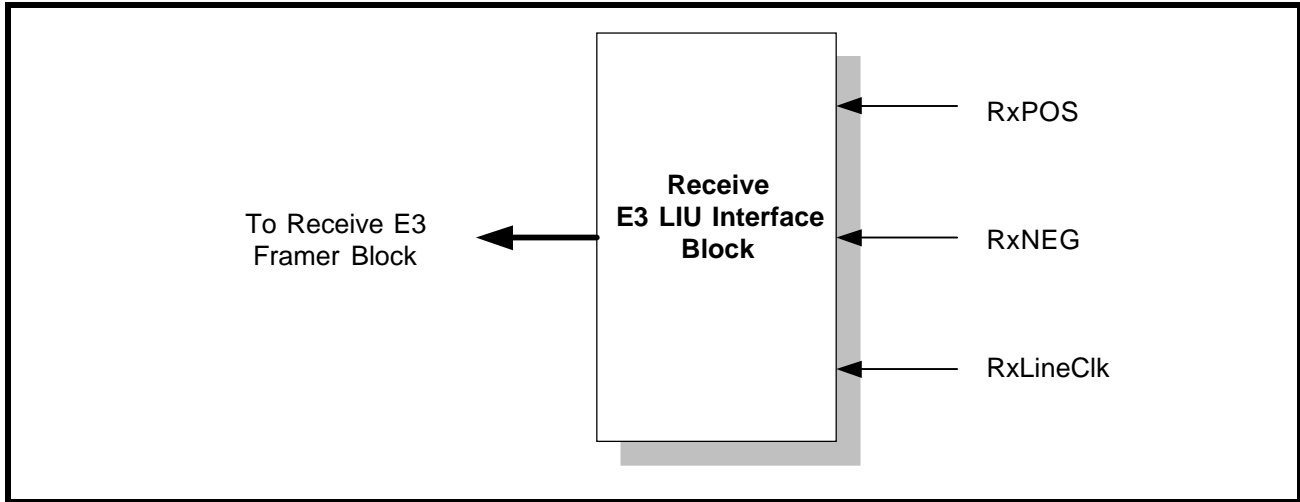 To Receive E3
Framer Block
Receive
E3 LIU Interface
Block
RxPOS
RxNEG
RxLineClk